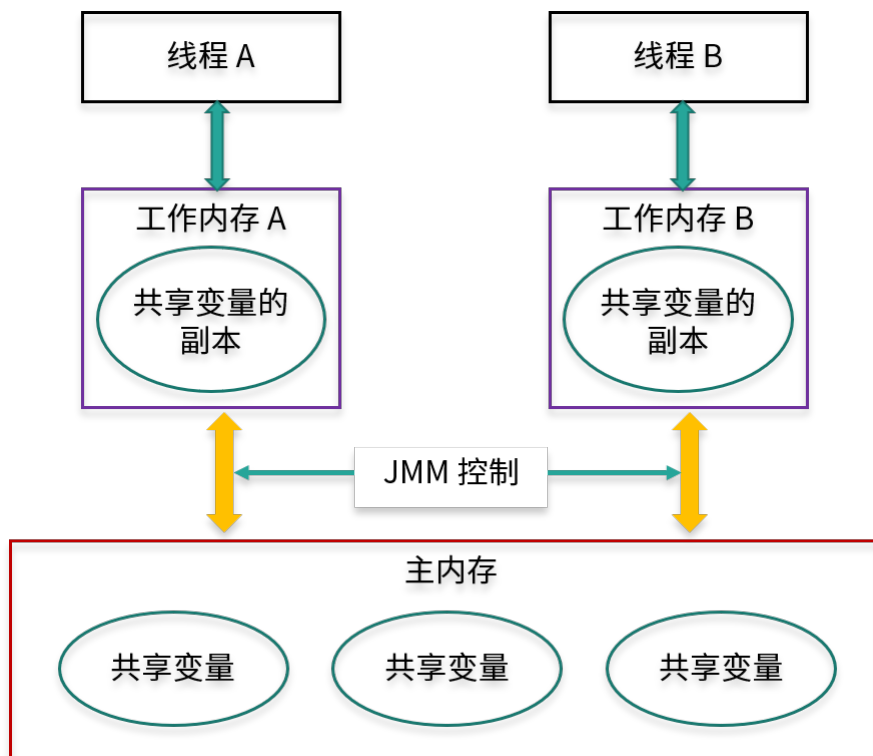 线程 A
线程 B
工作内存 A
工作内存 B
共享变量的
副本
共享变量的
副本
JMM 控制
主内存
共享变量
共享变量
共享变量